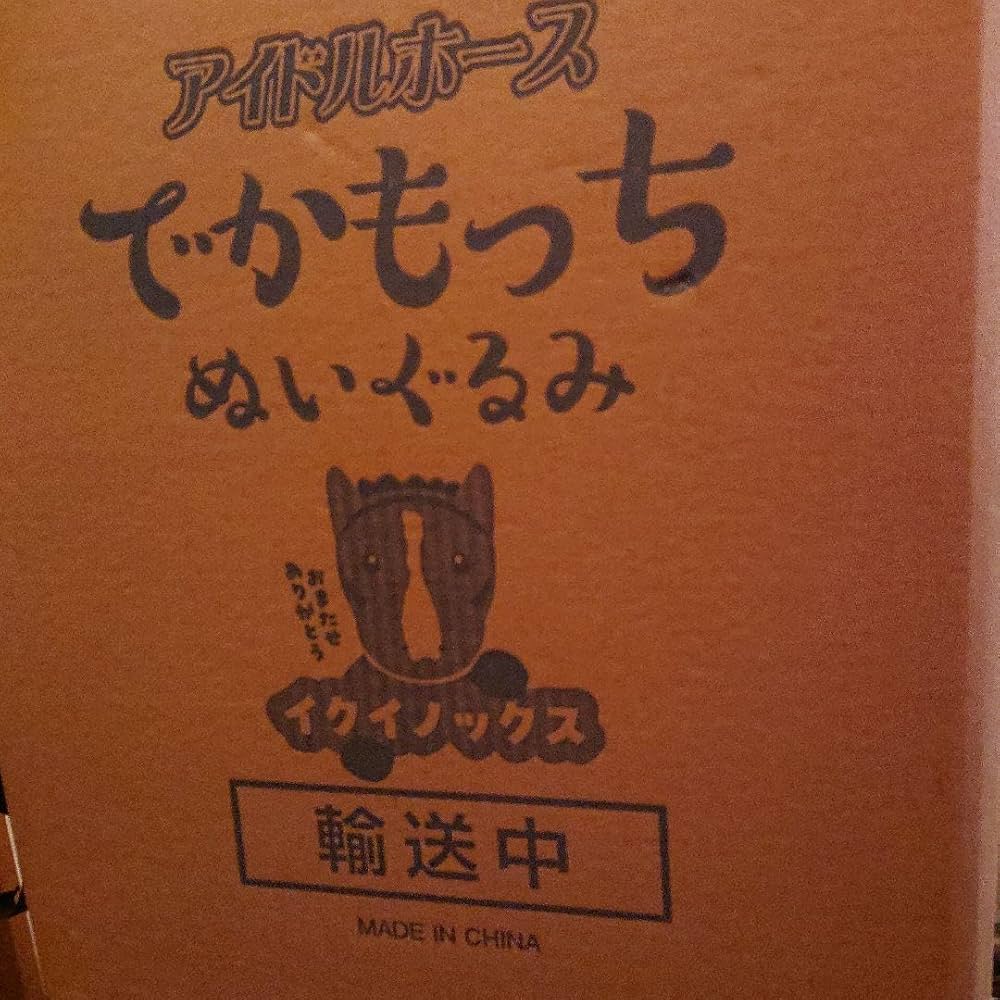 アイドルホース
でかもっち
ぬいぐるみ
おまたせ
ありがとう
イクイノックス
輸送中
MADE IN CHINA